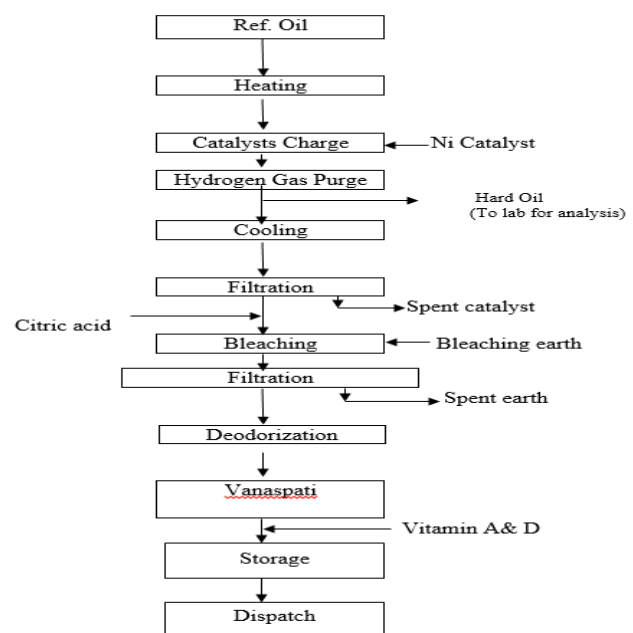 Ref. Oil
Heating
Catalysts Charge
Ni Catalyst
Hydrogen Gas Purge
Hard Oil
(To lab for analysis)
Cooling
Filtration
Spent catalyst
Citric acid
Bleaching
Bleaching earth
Filtration
Spent earth
Deodorization
Vanaspati
Vitamin A& D
Storage
Dispatch